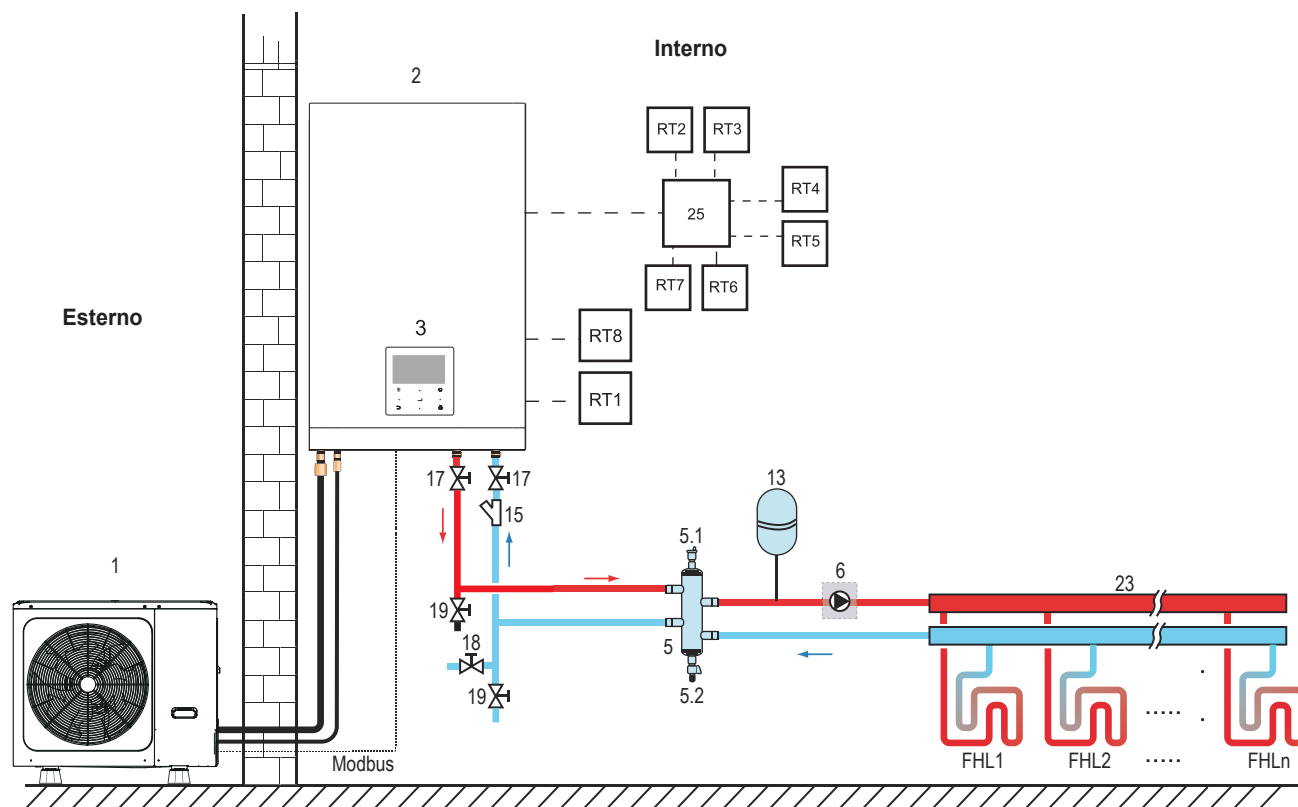 Interno
2
RT2
RT3
RT4
25
RT5
RT7
RT6
Esterno
3
RT8
RT1
17
17
13
15
5.1
1
6
23
19
18
5
19
5.2
Modbus
FHL1
FHL2
.....
.....
FHLn